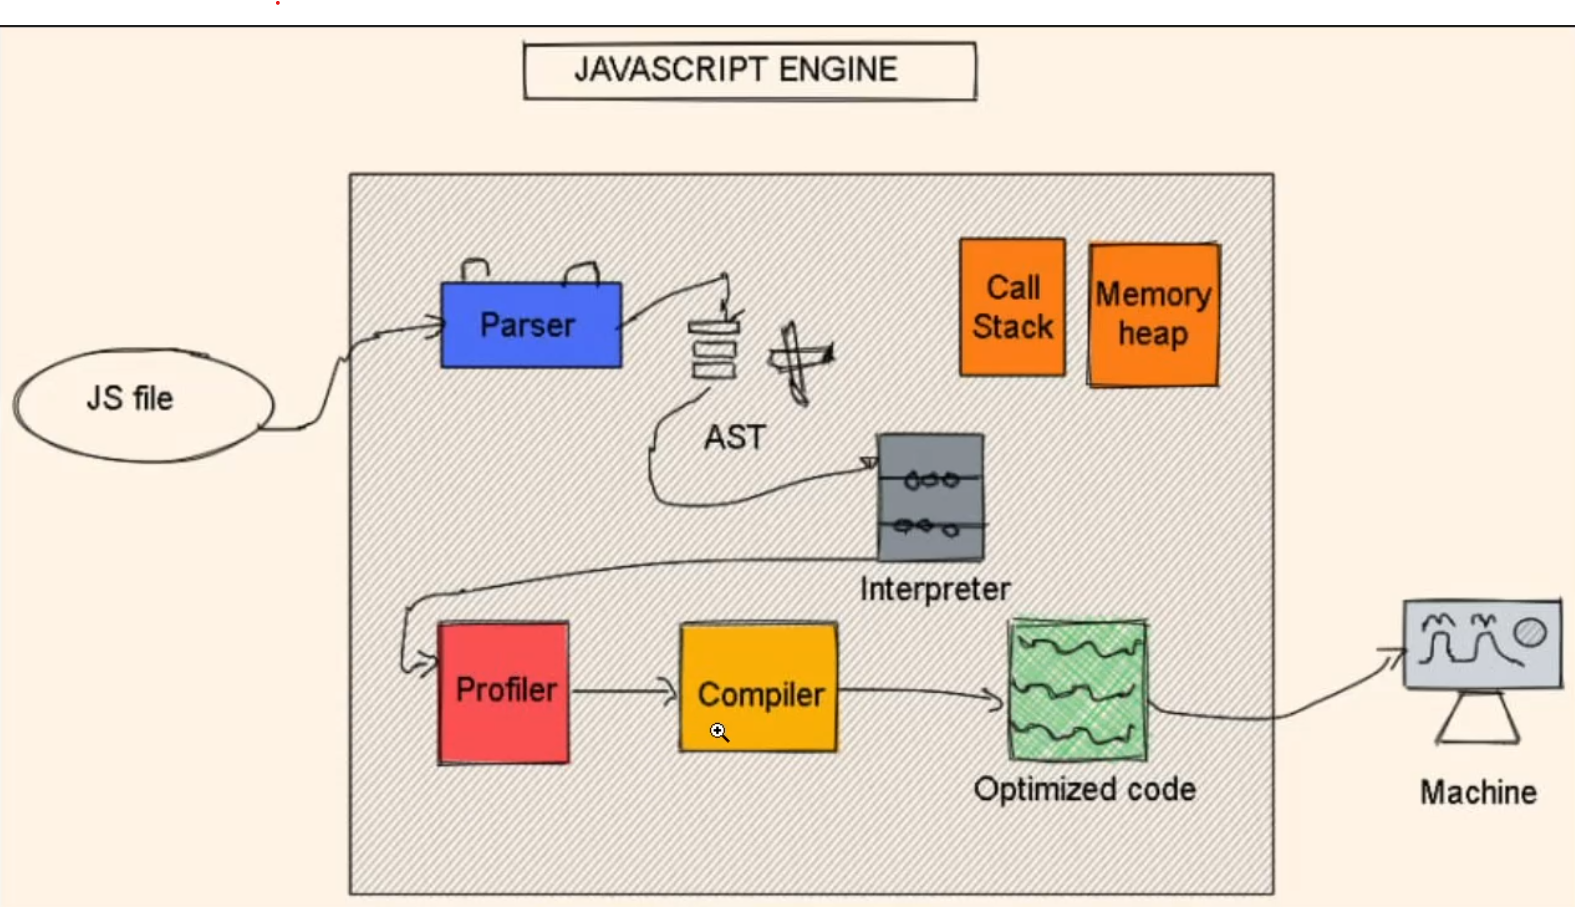 JAVASCRIPT ENGINE
JS file
Parser
AST
Call
Stack
Memory
heap
Interpreter
Profiler
Compiler
Optimized code
Machine